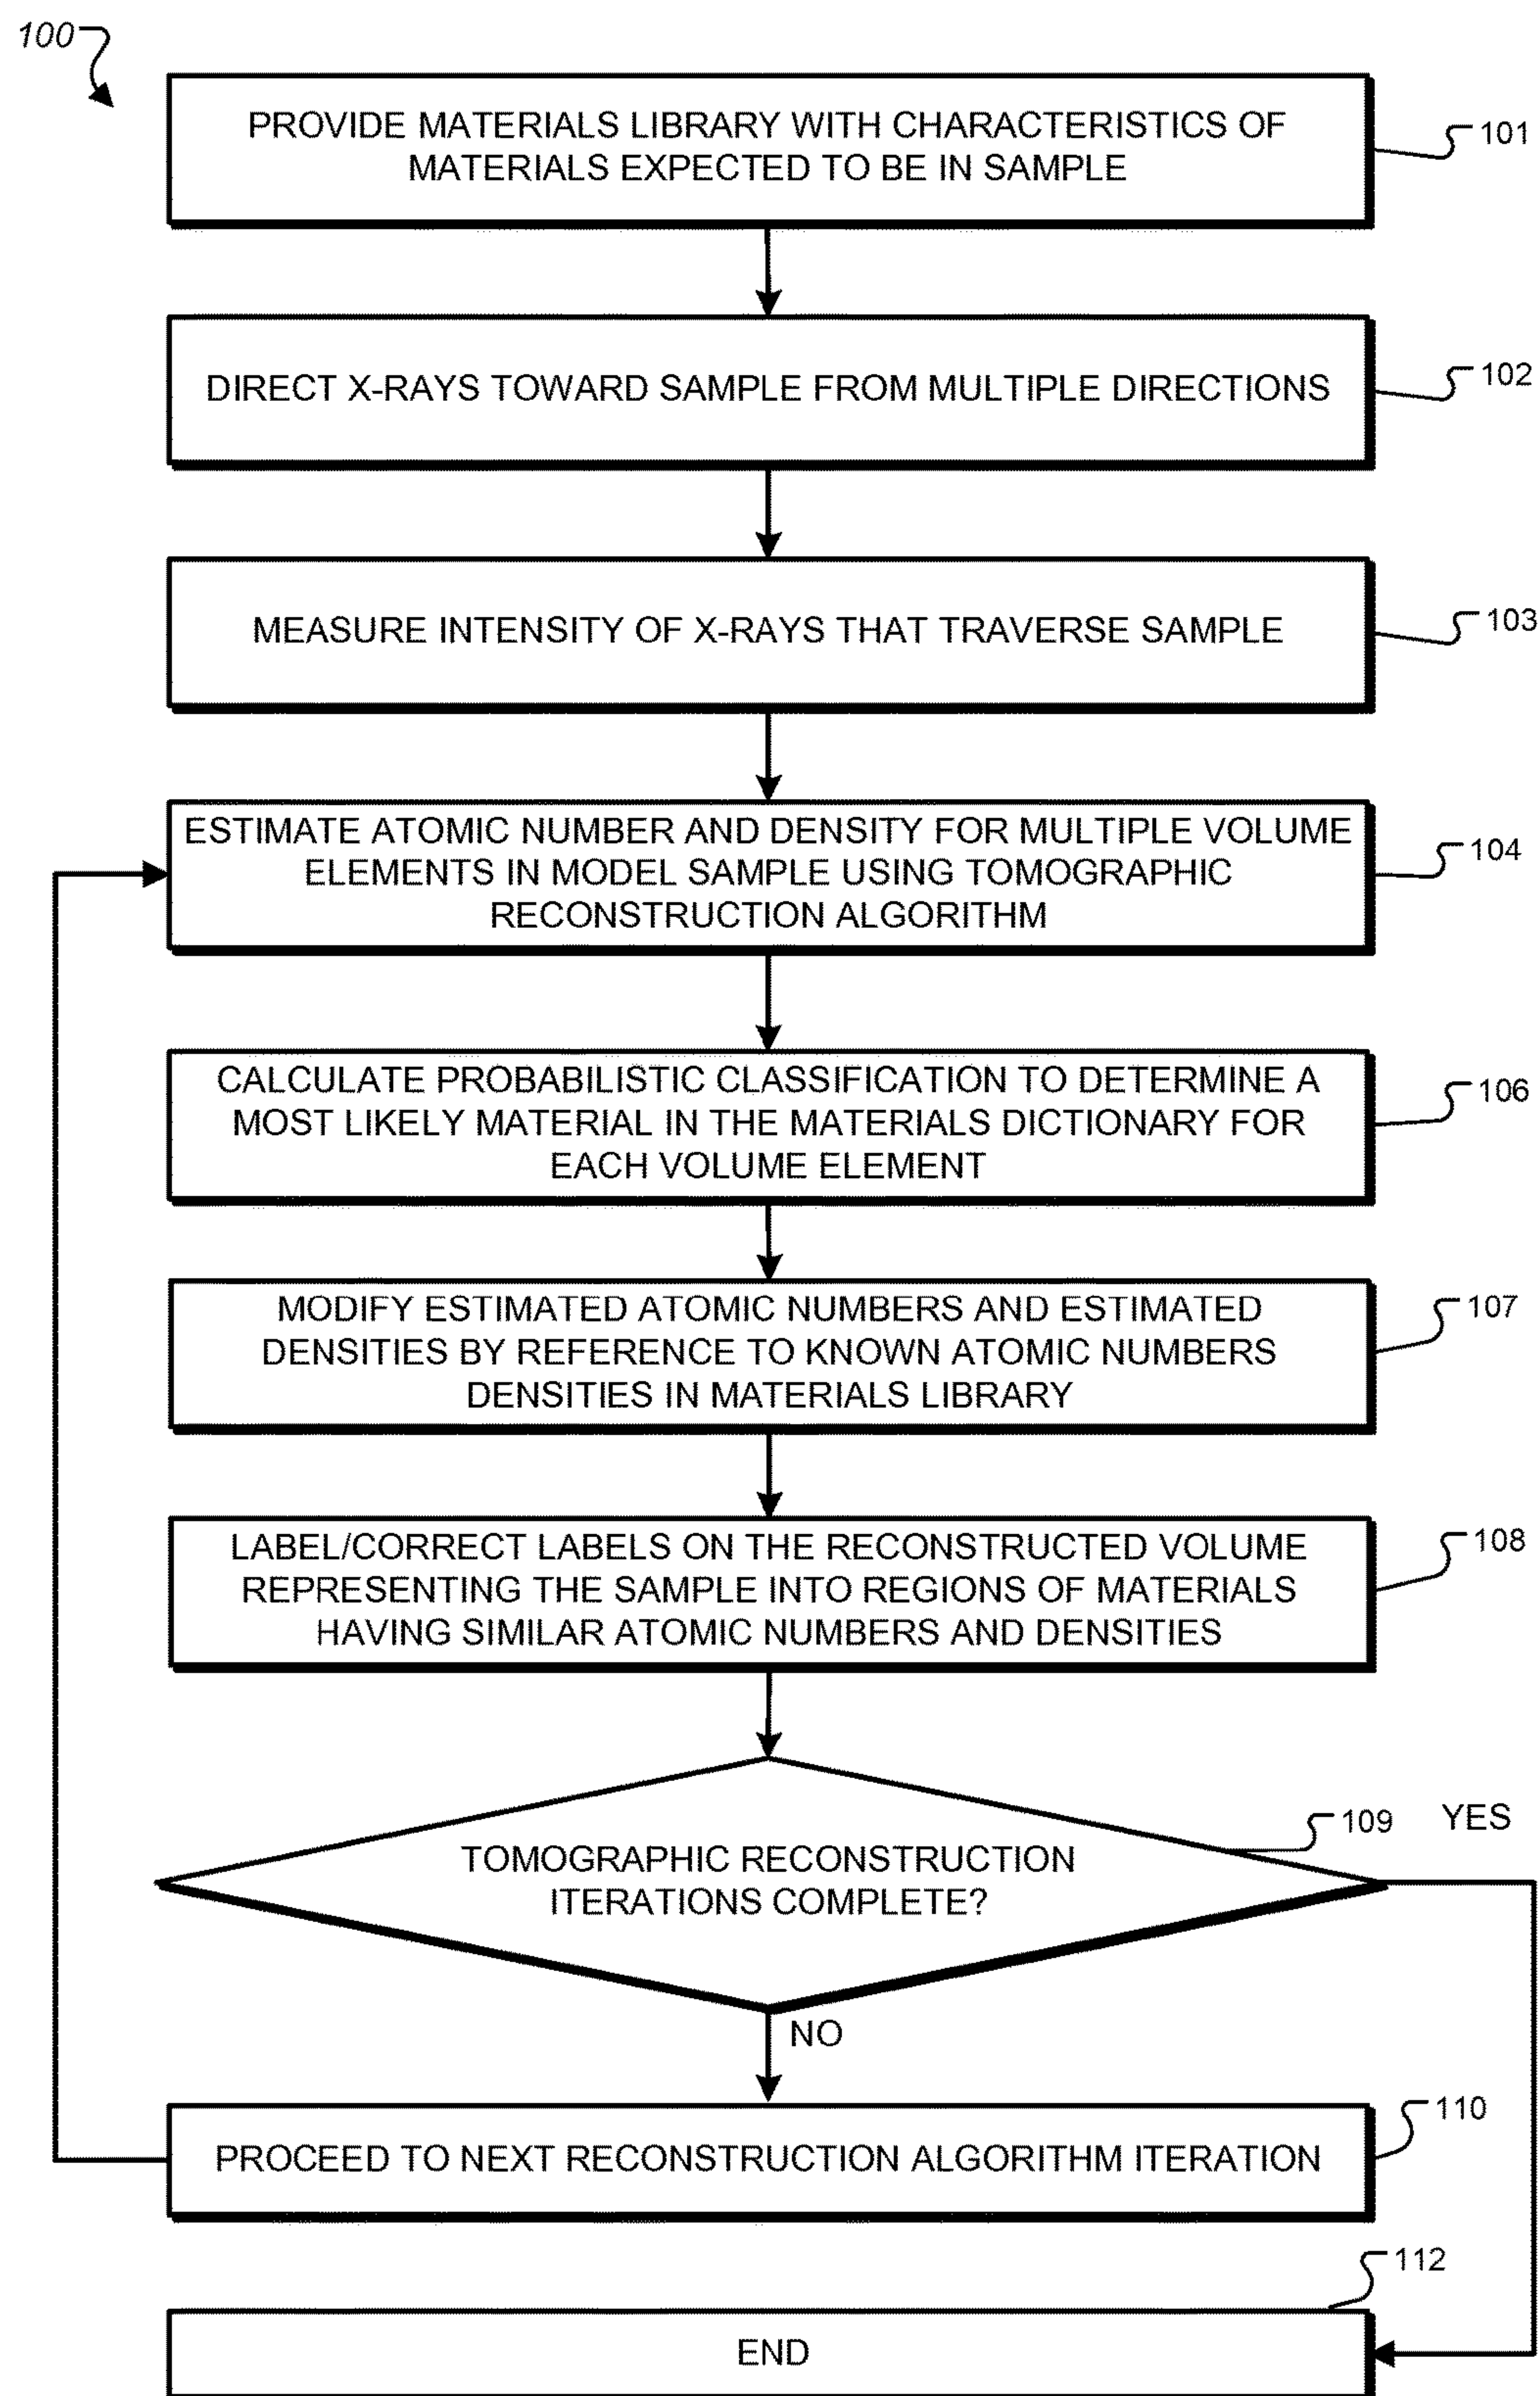 100
PROVIDE MATERIALS LIBRARY WITH CHARACTERISTICS OF
MATERIALS EXPECTED TO BE IN SAMPLE
101
DIRECT X-RAYS TOWARD SAMPLE FROM MULTIPLE DIRECTIONS
102
MEASURE INTENSITY OF X-RAYS THAT TRAVERSE SAMPLE
103
ESTIMATE ATOMIC NUMBER AND DENSITY FOR MULTIPLE VOLUME
ELEMENTS IN MODEL SAMPLE USING TOMOGRAPHIC
RECONSTRUCTION ALGORITHM
104
CALCULATE PROBABILISTIC CLASSIFICATION TO DETERMINE A
MOST LIKELY MATERIAL IN THE MATERIALS DICTIONARY FOR
EACH VOLUME ELEMENT
106
MODIFY ESTIMATED ATOMIC NUMBERS AND ESTIMATED
DENSITIES BY REFERENCE TO KNOWN ATOMIC NUMBERS
DENSITIES IN MATERIALS LIBRARY
107
LABEL/CORRECT LABELS ON THE RECONSTRUCTED VOLUME
REPRESENTING THE SAMPLE INTO REGIONS OF MATERIALS
HAVING SIMILAR ATOMIC NUMBERS AND DENSITIES
108
TOMOGRAPHIC RECONSTRUCTION
ITERATIONS COMPLETE?
109
YES
NO
PROCEED TO NEXT RECONSTRUCTION ALGORITHM ITERATION
110
END
112